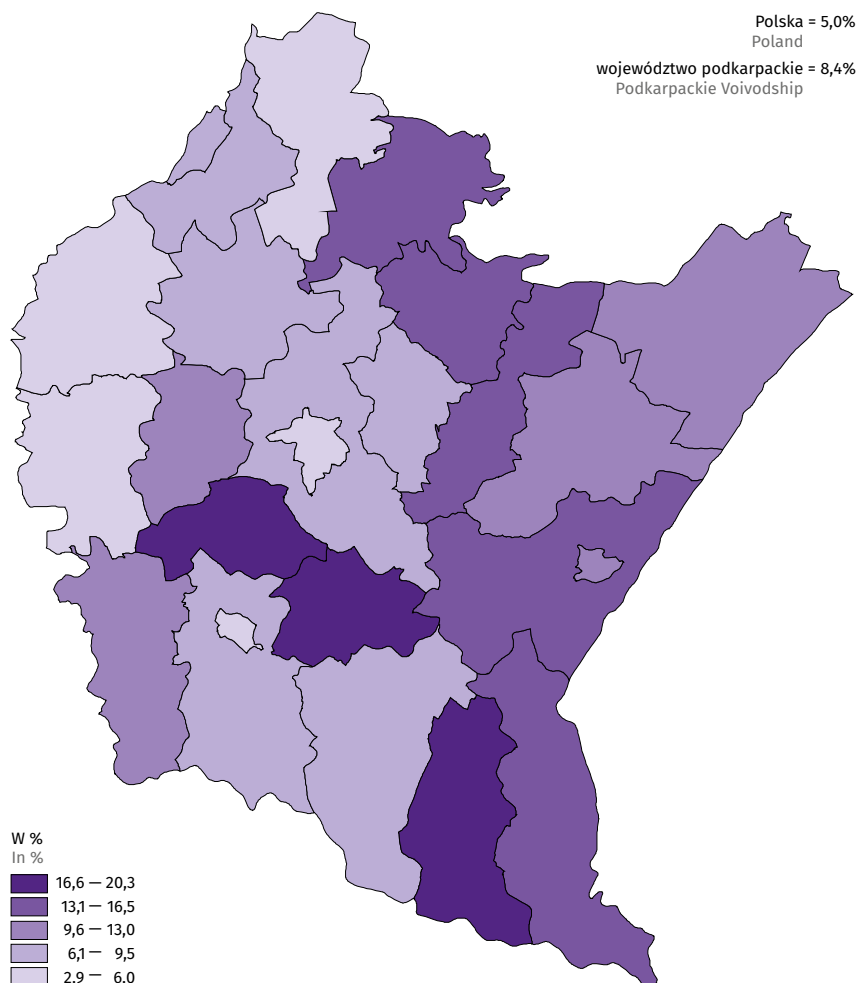 Polska = 5,0%
Poland
województwo podkarpackie = 8,4%
Podkarpackie Voivodship
W %
In %
16,6 — 20,3
13,1 — 16,5
9,6 — 13,0
6,1 — 9,5
2,9 — 6,0